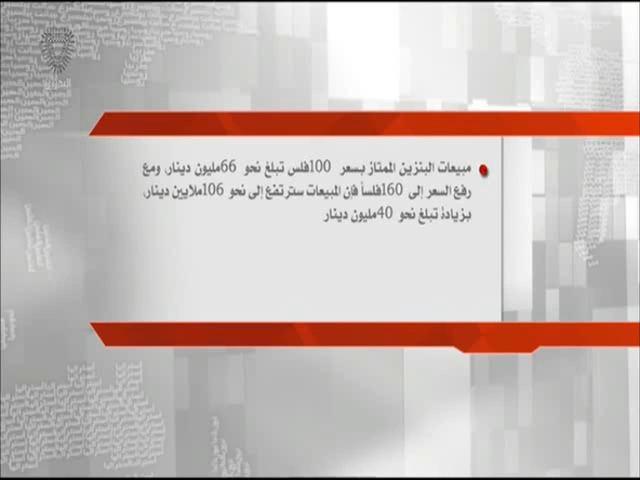 مبيعات البنزين الممتاز بسعر 100فلس تبلغ نحو 66مليون دينار، ومع
رفع السعر إلى 160فلساً فإن المبيعات سترتفع إلى نحو 106ملايين دينار،
بزيادة تبلغ نحو 40مليون دينار